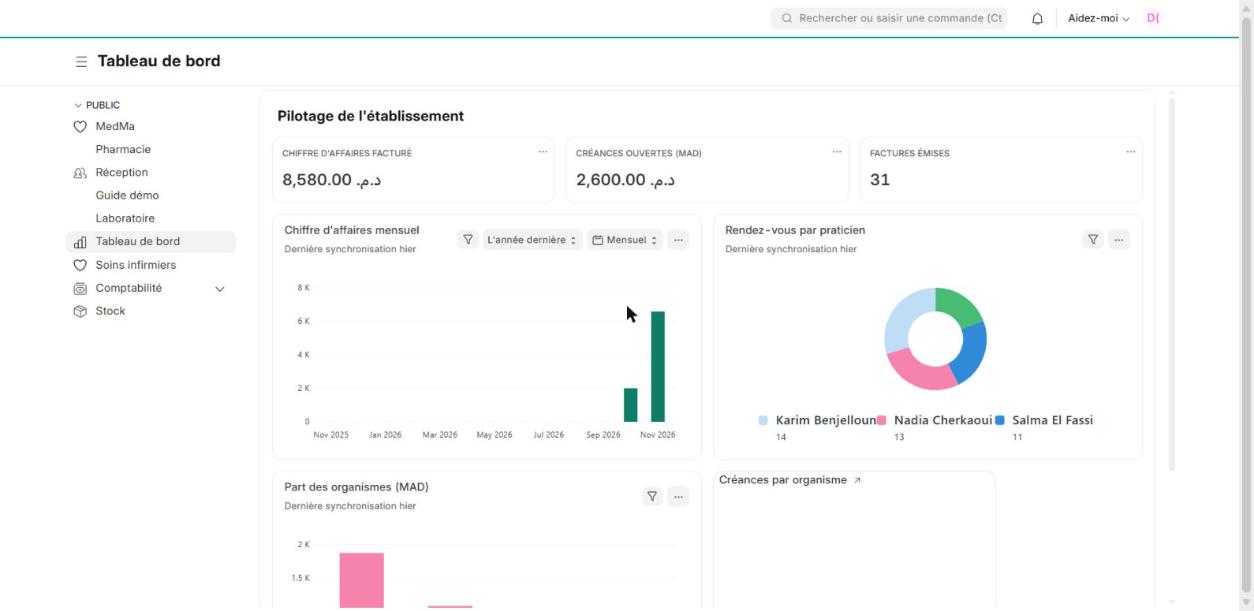 Rechercher ou saisir une commande (Ct
Aidez-moi
D(
Tableau de bord
PUBLIC
MedMa
Pharmacie
Réception
Guide démo
Laboratoire
Tableau de bord
Soins infirmiers
Comptabilité
Stock
Pilotage de l'établissement
CHIFFRE D'AFFAIRES FACTURÉ
8,580.00 د.م.
CRÉANCES OUVERTES (MAD)
2,600.00 د.م.
FACTURES ÉMISES
31
Chiffre d'affaires mensuel
Dernière synchronisation hier
L'année dernière
Mensuel
8 K
6 K
4 K
2 K
0
Nov 2025 Jan 2026 Mar 2026 May 2026 Jul 2026 Sep 2026 Nov 2026
Rendez-vous par praticien
Dernière synchronisation hier
Karim Benjelloun Nadia Cherkaoui Salma El Fassi
14 13 11
Part des organismes (MAD)
Dernière synchronisation hier
2 K
1.5 K
Créances par organisme